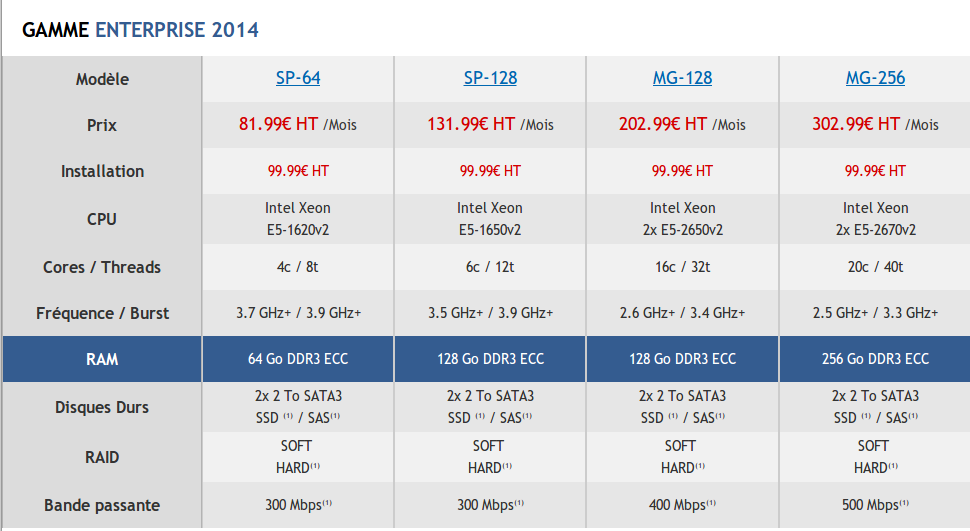 GAMME ENTERPRISE 2014
Modèle SP-64 SP-128 MG-128 MG-256
Prix 81.99€ HT /Mois 131.99€ HT /Mois 202.99€ HT /Mois 302.99€ HT /Mois
Installation 99.99€ HT 99.99€ HT 99.99€ HT 99.99€ HT
CPU Intel Xeon Intel Xeon Intel Xeon Intel Xeon
E5-1620v2 E5-1650v2 2x E5-2650v2 2x E5-2670v2
Cores / Threads 4c / 8t 6c / 12t 16c / 32t 20c / 40t
Fréquence / Burst 3.7 GHz+ / 3.9 GHz+ 3.5 GHz+ / 3.9 GHz+ 2.6 GHz+ / 3.4 GHz+ 2.5 GHz+ / 3.3 GHz+
RAM 64 Go DDR3 ECC 128 Go DDR3 ECC 128 Go DDR3 ECC 256 Go DDR3 ECC
Disques Durs 2x 2 To SATA3 2x 2 To SATA3 2x 2 To SATA3 2x 2 To SATA3
SSD (1) / SAS(1) SSD (1) / SAS(1) SSD (1) / SAS(1) SSD (1) / SAS(1)
RAID SOFT SOFT SOFT SOFT
HARD(1) HARD(1) HARD(1) HARD(1)
Bande passante 300 Mbps(1) 300 Mbps(1) 400 Mbps(1) 500 Mbps(1)